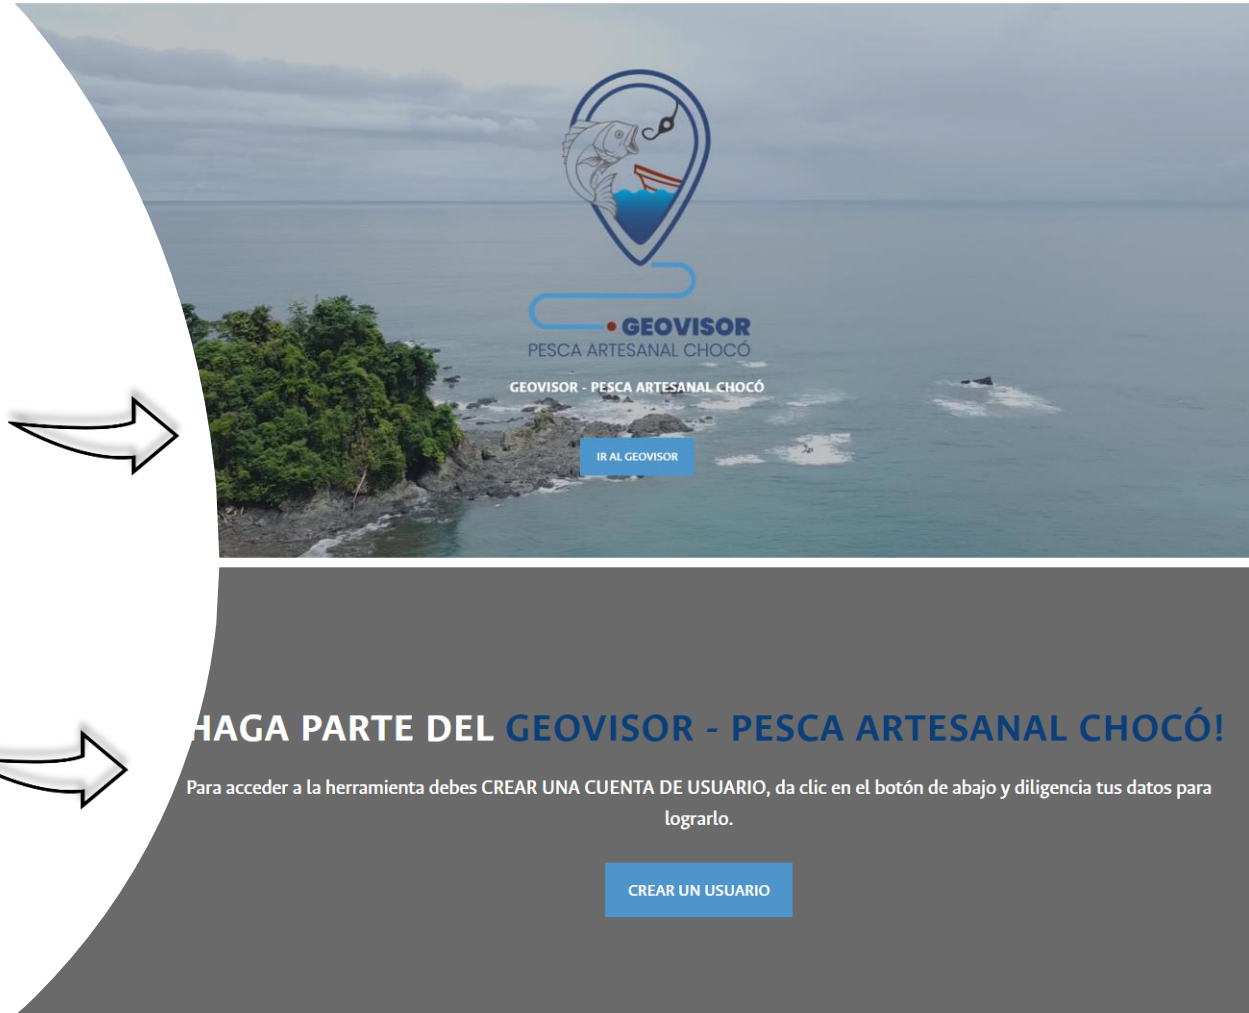 GEOVISOR
PESCA ARTESANAL CHOCÓ
GEOVISOR - PESCA ARTESANAL CHOCÓ
IR AL GEOVISOR
HAGA PARTE DEL GEOVISOR - PESCA ARTESANAL CHOCÓ!
Para acceder a la herramienta debes CREAR UNA CUENTA DE USUARIO, da clic en el botón de abajo y diligencia tus datos para
lograrlo.
CREAR UN USUARIO